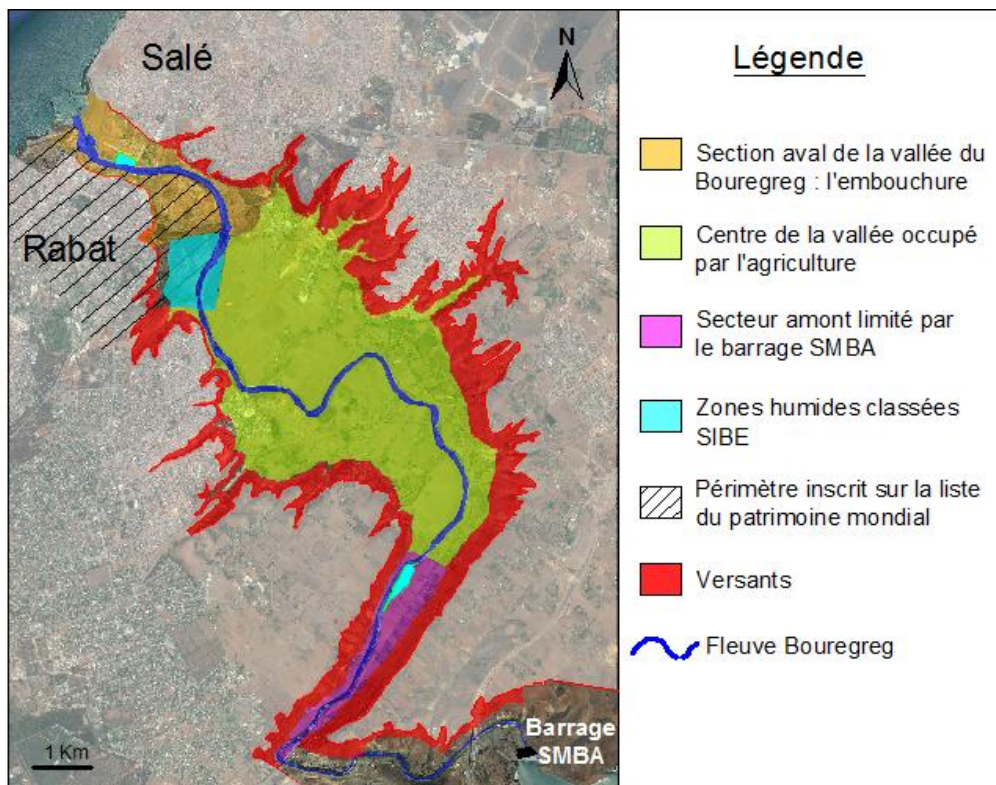 Salé
N
Rabat
1 Km
Barrage
SMBA
Légende
Section aval de la vallée du
Bouregreg : l'embouchure
Centre de la vallée occupé
par l'agriculture
Secteur amont limité par
le barrage SMBA
Zones humides classées
SIBE
Périmètre inscrit sur la liste
du patrimoine mondial
Versants
Fleuve Bouregreg